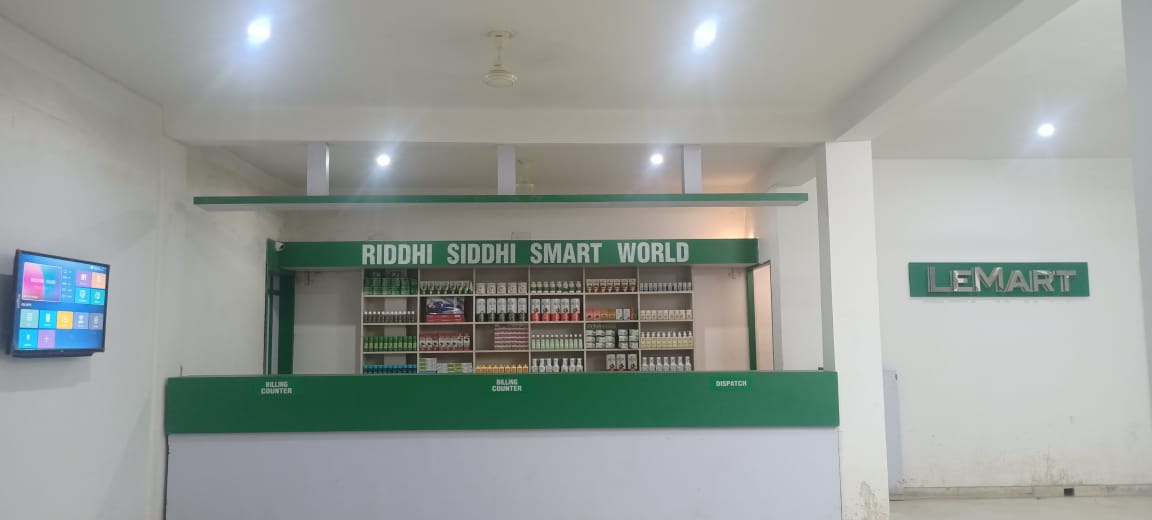 RIDDHI SIDDHI SMART WORLD
LEMART
BILLING
COUNTER
BILLING
COUNTER
DISPATCH